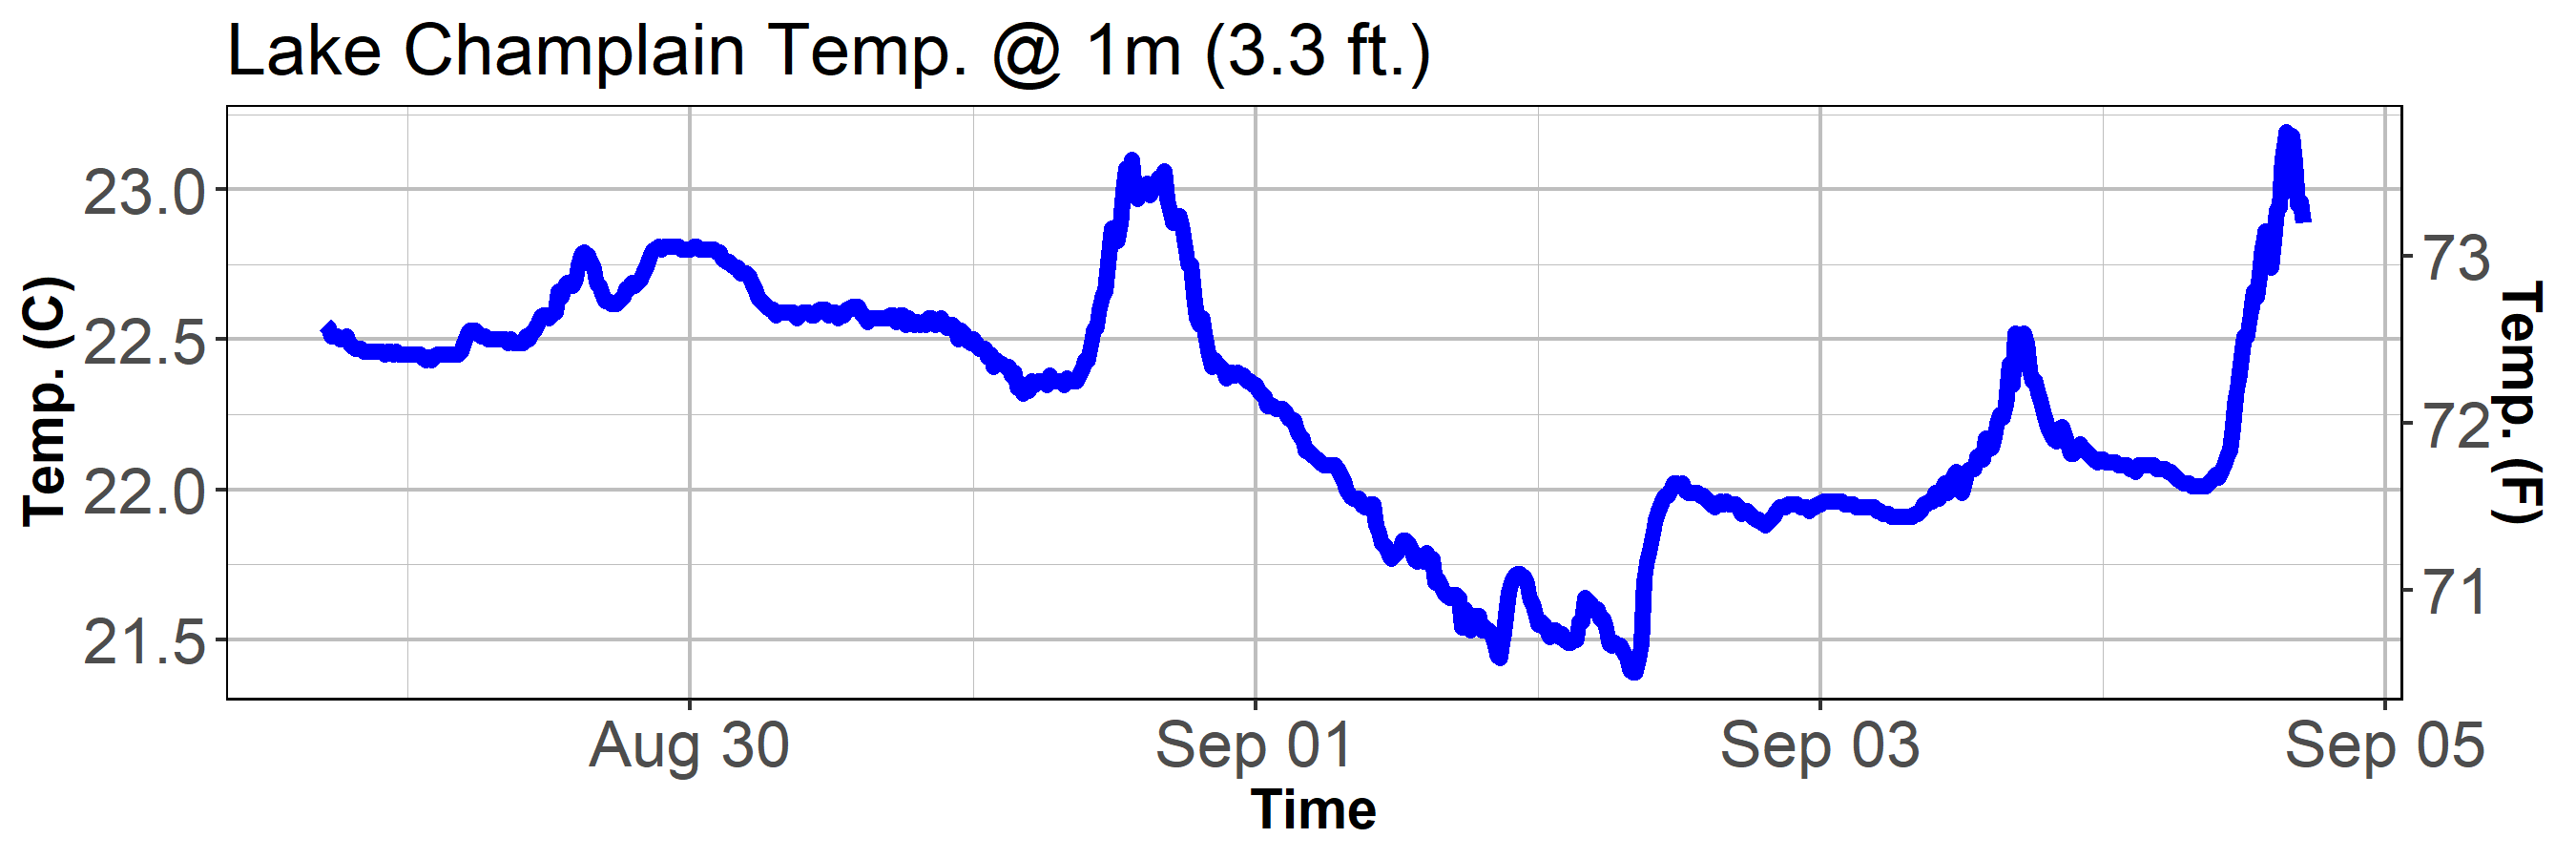 Lake Champlain Temp. @ 1m (3.3 ft.)
Temp. (C)
23.0
22.5
22.0
21.5
73
72
71
Temp. (F)
Aug 30
Sep 01
Sep 03
Sep 05
Time